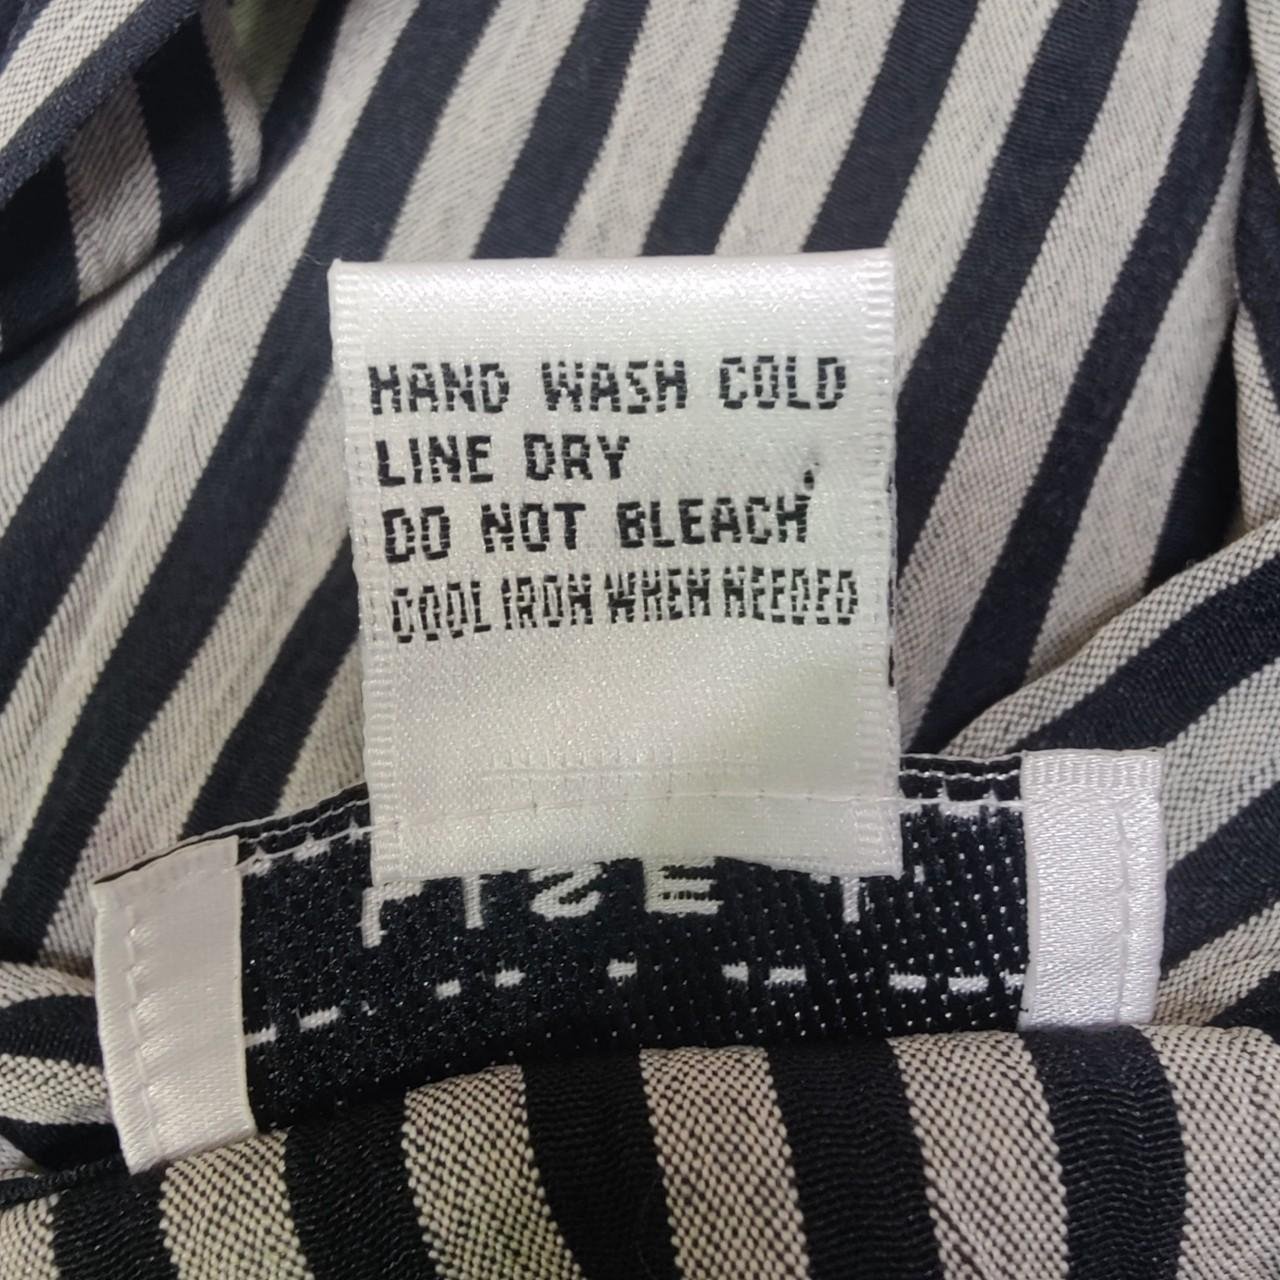 HAND WASH COLD
LINE DRY
DO NOT BLEACH
COOL IRON WHEN NEEDED